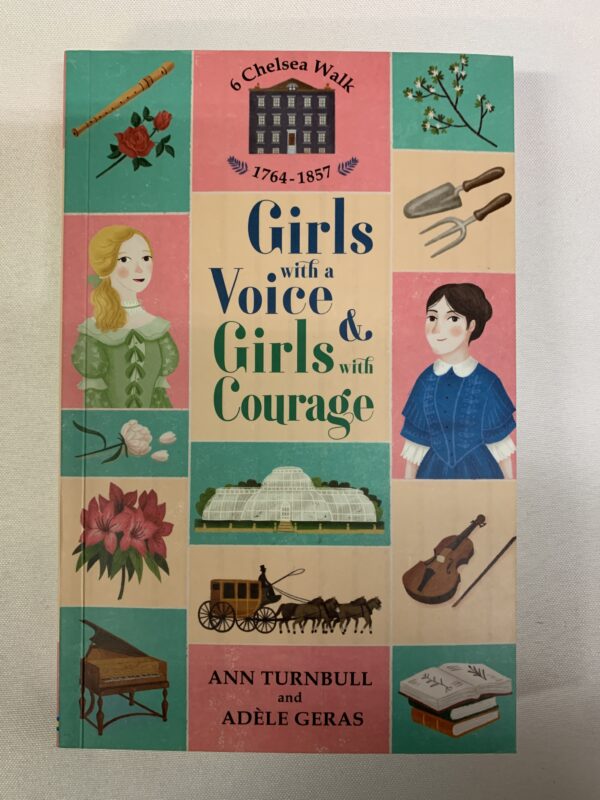 6 Chelsea Walk
1764-1857
Girls
with a
Voice
&
Girls with
Courage
ANN TURNBULL
and
ADÈLE GERAS